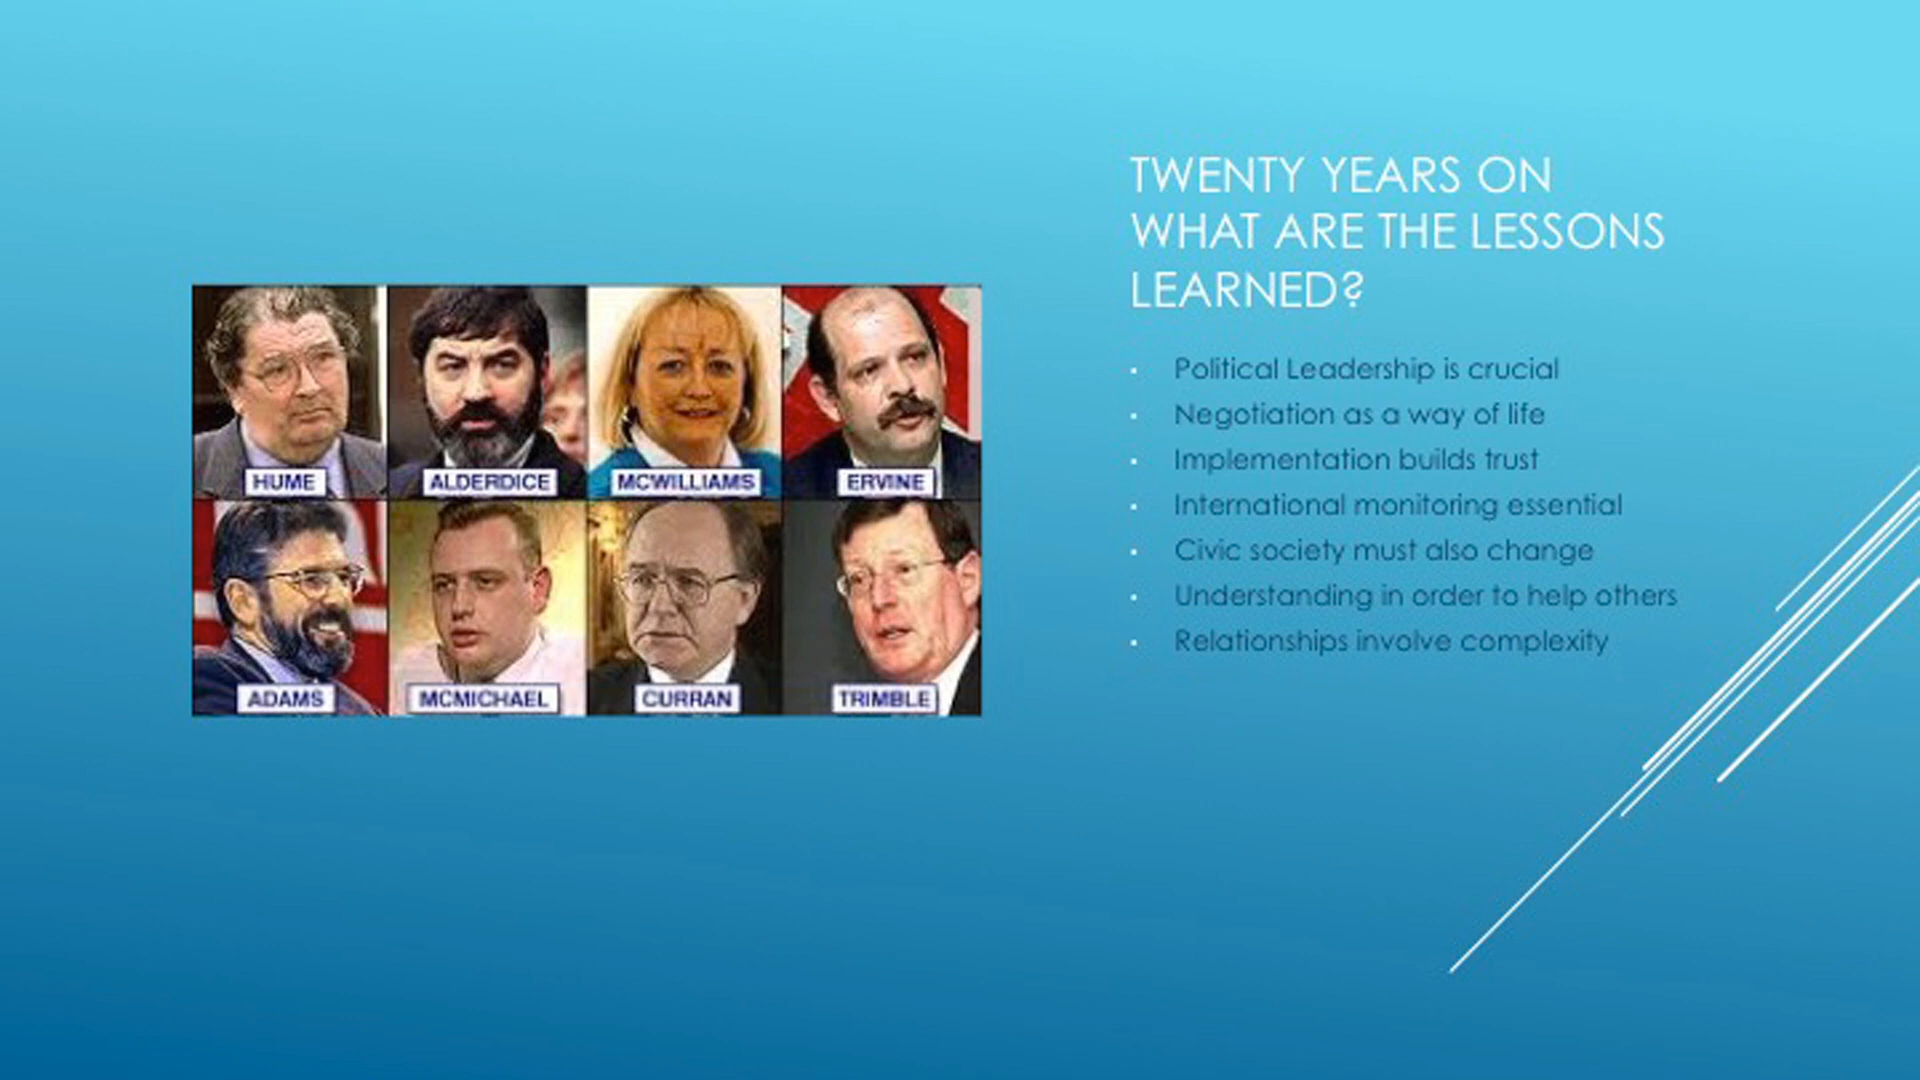 TWENTY YEARS ON
WHAT ARE THE LESSONS
LEARNED?
HUME
ALDERDICE
MCWILLIAMS
ERVINE
ADAMS
MCMICHAEL
CURRAN
TRIMBLE
Political Leadership is crucial
Negotiation as a way of life
Implementation builds trust
International monitoring essential
Civic society must also change
Understanding in order to help others
Relationships involve complexity